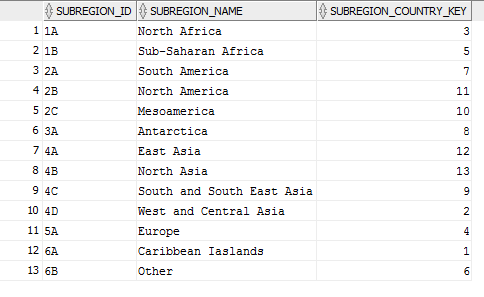 SUBREGION_ID SUBREGION_NAME SUBREGION_COUNTRY_KEY
1 1A North Africa 3
2 1B Sub-Saharan Africa 5
3 2A South America 7
4 2B North America 11
5 2C Mesoamerica 10
6 3A Antarctica 8
7 4A East Asia 12
8 4B North Asia 13
9 4C South and South East Asia 9
10 4D West and Central Asia 2
11 5A Europe 4
12 6A Caribbean Iaslands 1
13 6B Other 6